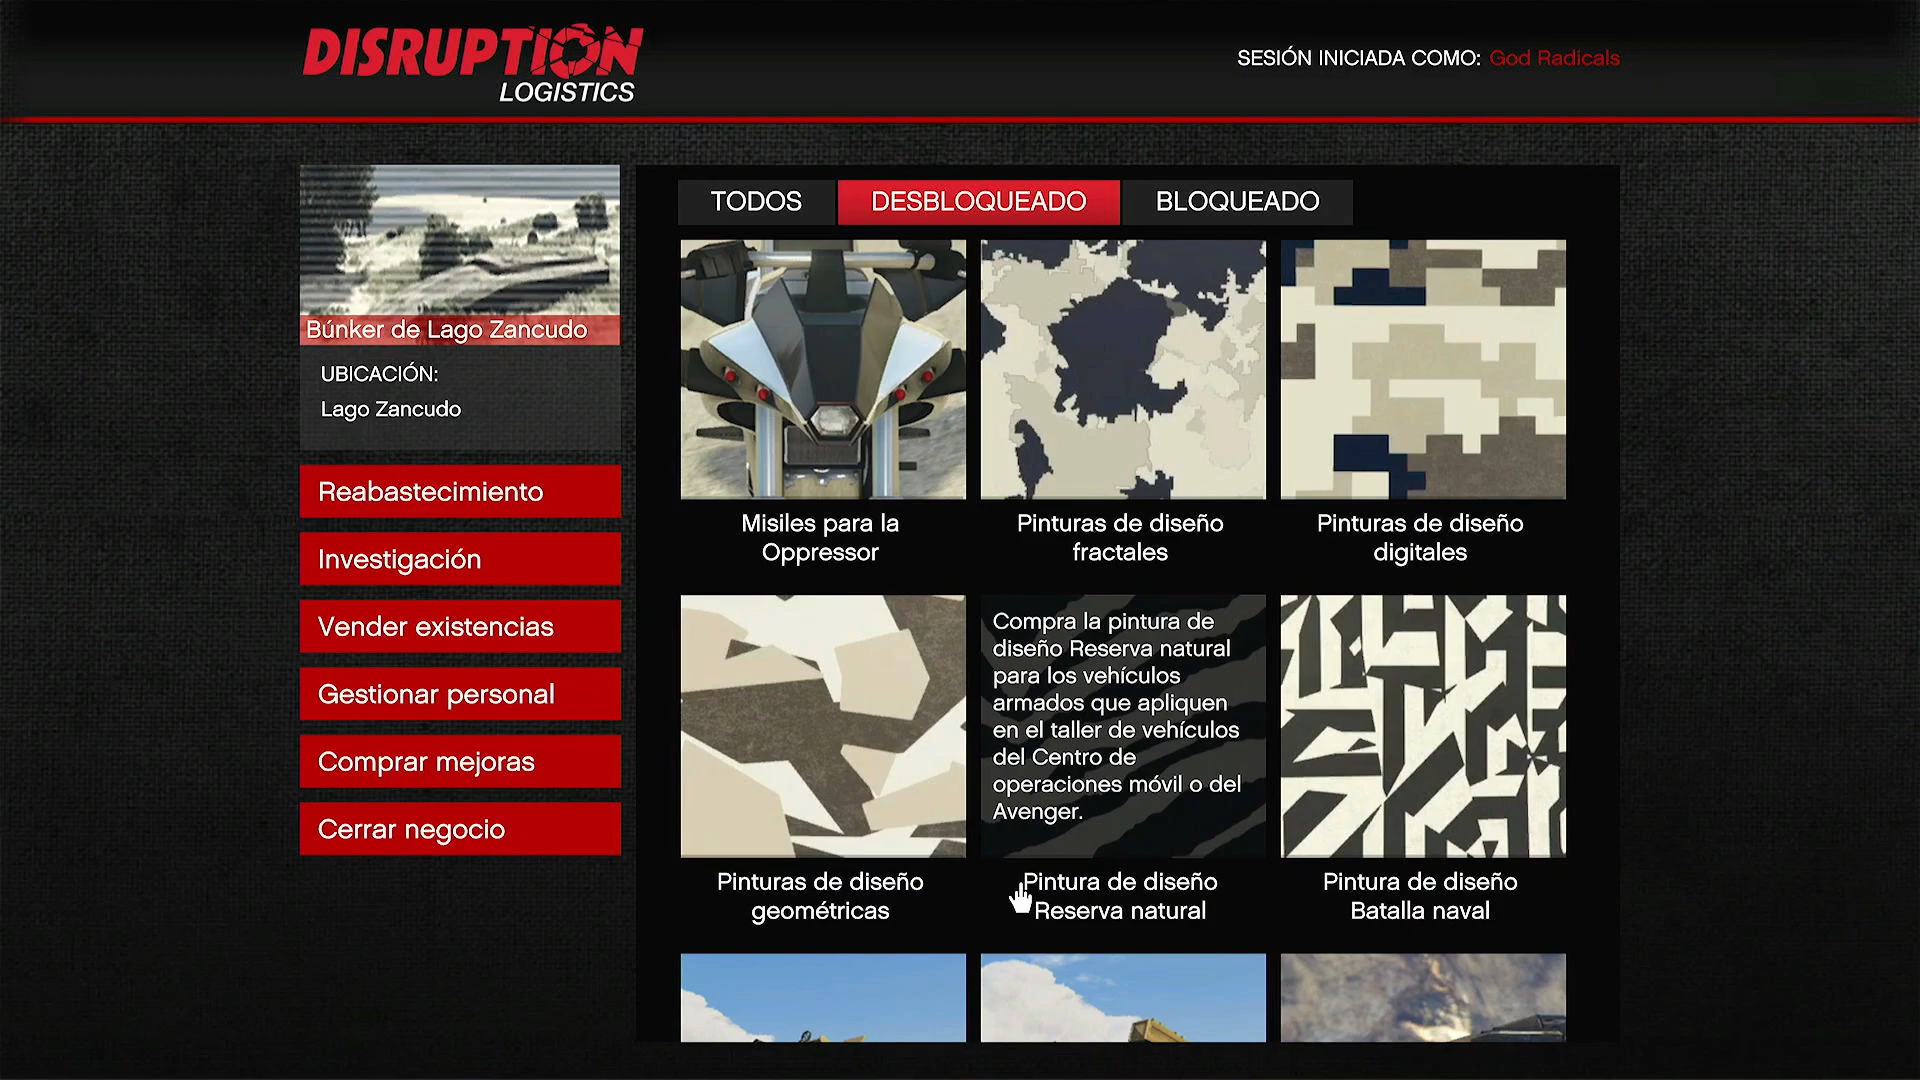 DISRUPTION
LOGISTICS
SESIÓN INICIADA COMO: God Radicals
Búnker de Lago Zancudo
UBICACIÓN:
Lago Zancudo
Reabastecimiento
Investigación
Vender existencias
Gestionar personal
Comprar mejoras
Cerrar negocio
TODOS
DESBLOQUEADO
BLOQUEADO
Misiles para la
Oppressor
Pinturas de diseño
fractales
Pinturas de diseño
digitales
Compra la pintura de
diseño Reserva natural
para los vehículos
armados que apliquen
en el taller de vehículos
del Centro de
operaciones móvil o del
Avenger.
Pinturas de diseño
geométricas
Pintura de diseño
Reserva natural
Pintura de diseño
Batalla naval